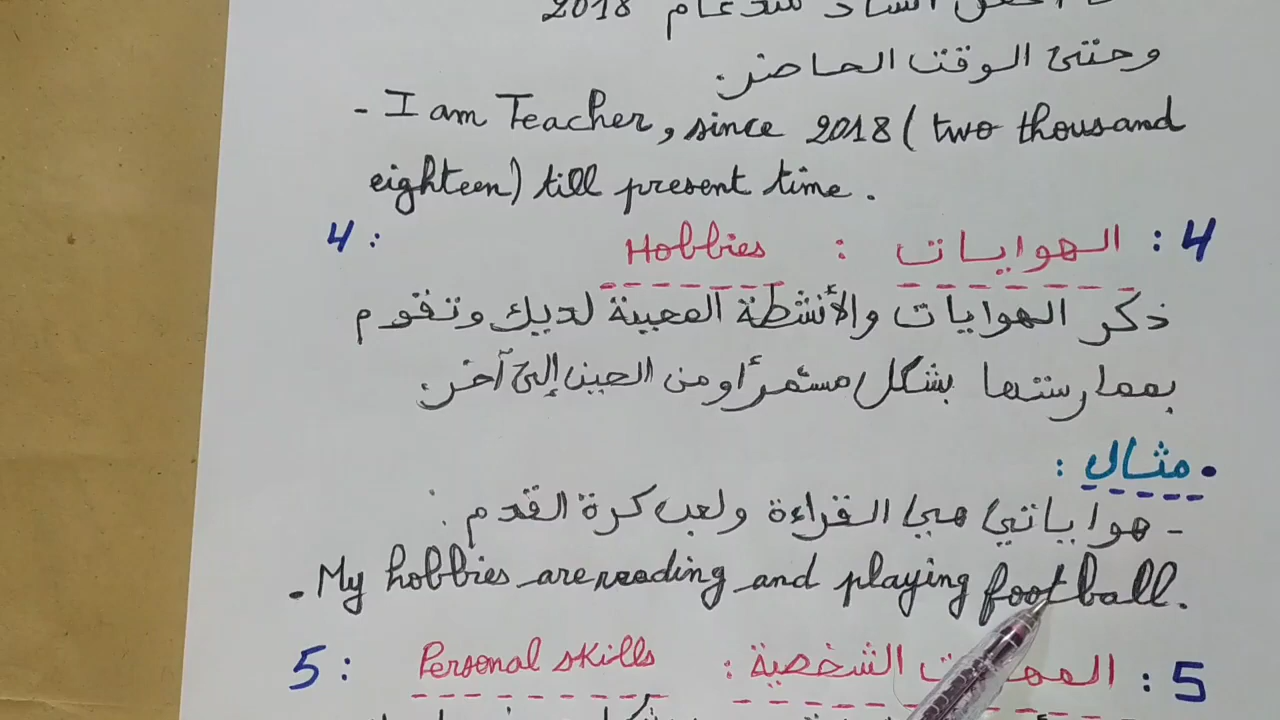 2018
وحتى الوقت الحاضر.
- I am Teacher, since 2018 ( two thousand
eighteen) till present time.
4 : الهوايات : Hobbies 4 :
ذكر الهوايات والأنشطة المعينة لديك وتقوم
بممارستها بشكل مستمر أو من الحين إلى آخر.
• مثال :
- هواياتي هي القراءة ولعب كرة القدم .
. My hobbies are reading and playing football.
5 : الشخصية : Personal skills 5 :